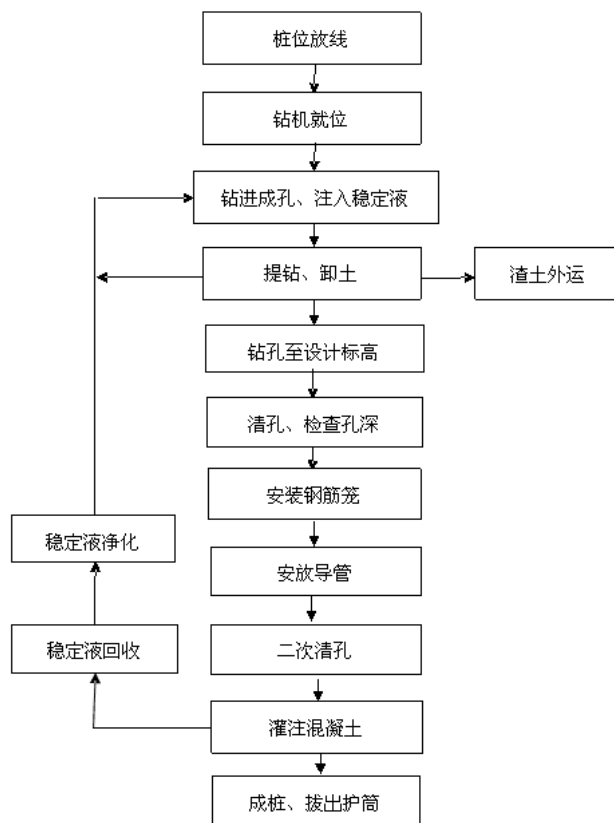 桩位放线
钻机就位
钻进成孔、注入稳定液
提钻、卸土
渣土外运
钻孔至设计标高
清孔、检查孔深
安装钢筋笼
稳定液净化
安放导管
稳定液回收
二次清孔
灌注混凝土
成桩、拔出护筒